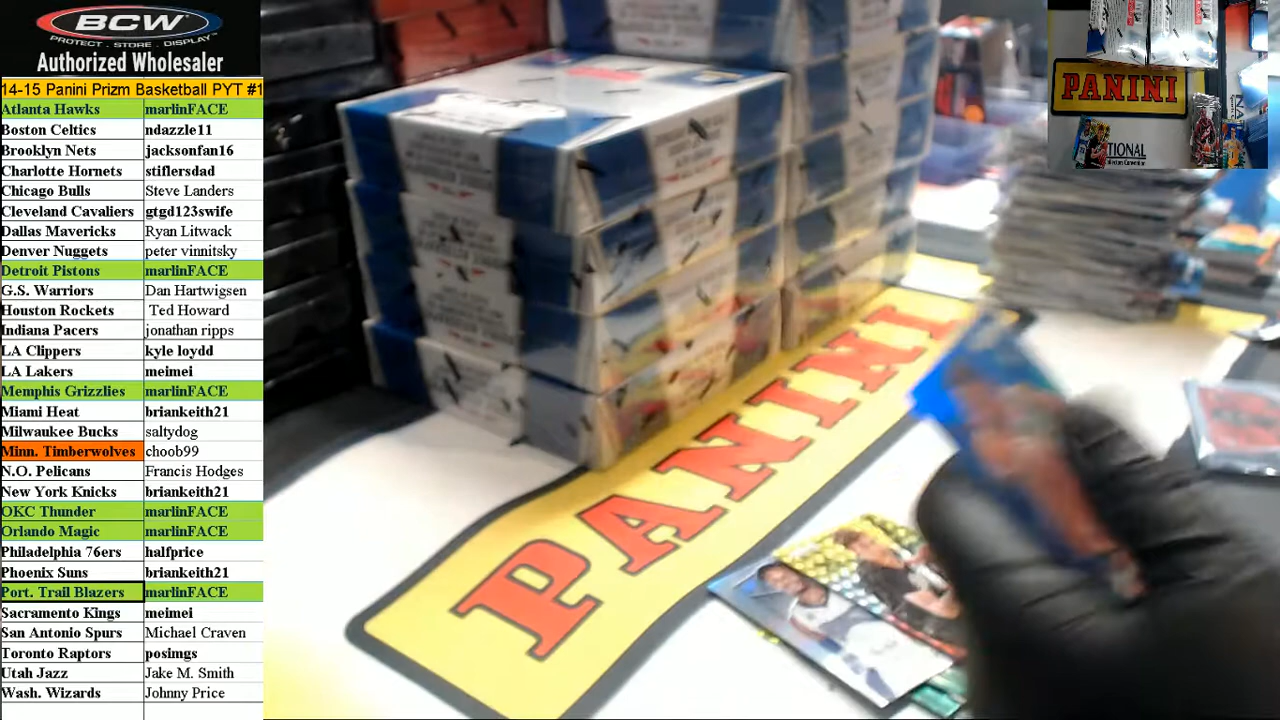 BCW
PROTECT . STORE . DISPLAY
Authorized Wholesaler
14-15 Panini Prizm Basketball PYT #1
Atlanta Hawks marlinFACE
Boston Celtics ndazzle11
Brooklyn Nets jacksonfan16
Charlotte Hornets stiflersdad
Chicago Bulls Steve Landers
Cleveland Cavaliers gtgd123swife
Dallas Mavericks Ryan Litwack
Denver Nuggets peter vinnitsky
Detroit Pistons marlinFACE
G.S. Warriors Dan Hartwigsen
Houston Rockets Ted Howard
Indiana Pacers jonathan ripps
LA Clippers kyle loydd
LA Lakers meimei
Memphis Grizzlies marlinFACE
Miami Heat briankeith21
Milwaukee Bucks saltydog
Minn. Timberwolves choob99
N.O. Pelicans Francis Hodges
New York Knicks briankeith21
OKC Thunder marlinFACE
Orlando Magic marlinFACE
Philadelphia 76ers halfprice
Phoenix Suns briankeith21
Port. Trail Blazers marlinFACE
Sacramento Kings meimei
San Antonio Spurs Michael Craven
Toronto Raptors posimgs
Utah Jazz Jake M. Smith
Wash. Wizards Johnny Price
PANINI
PANINI